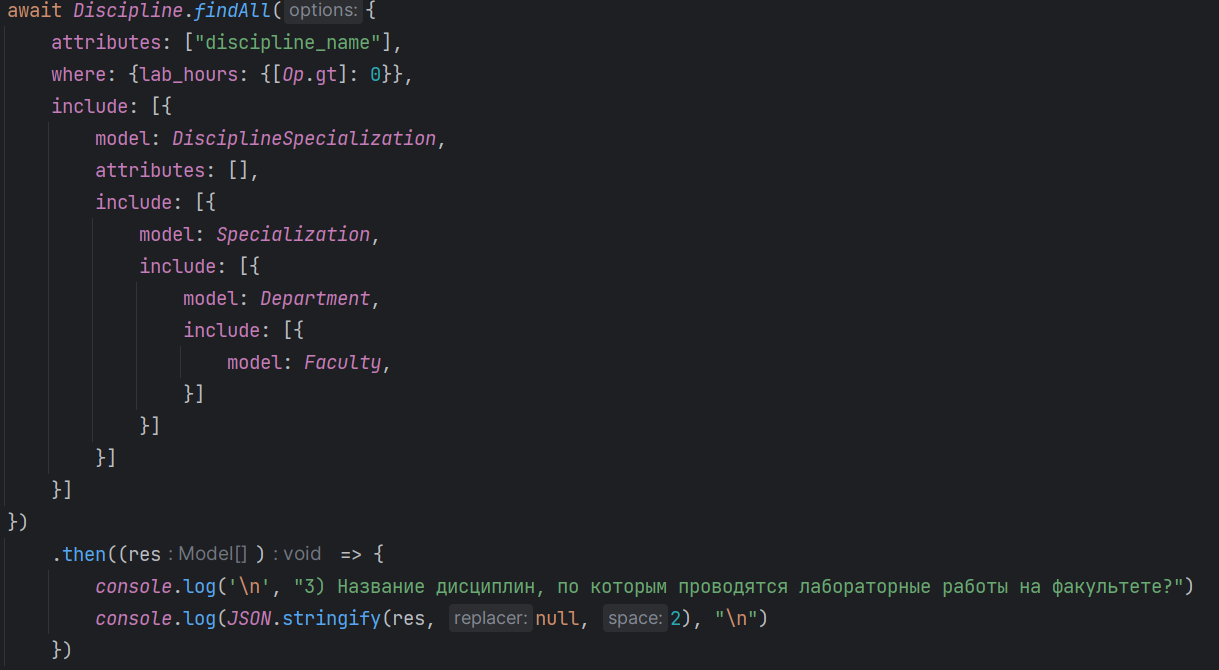 await Discipline.findAll( options: {
    attributes: ["discipline_name"],
    where: {lab_hours: {[Op.gt]: 0}},
    include: [{
        model: DisciplineSpecialization,
        attributes: [],
        include: [{
            model: Specialization,
            include: [{
                model: Department,
                include: [{
                    model: Faculty,
                }]
            }]
        }]
    }]
})
    .then((res : Model[] ) : void => {
        console.log('\n', "3) Название дисциплин, по которым проводятся лабораторные работы на факультете?")
        console.log(JSON.stringify(res, replacer: null, space: 2), "\n")
    })